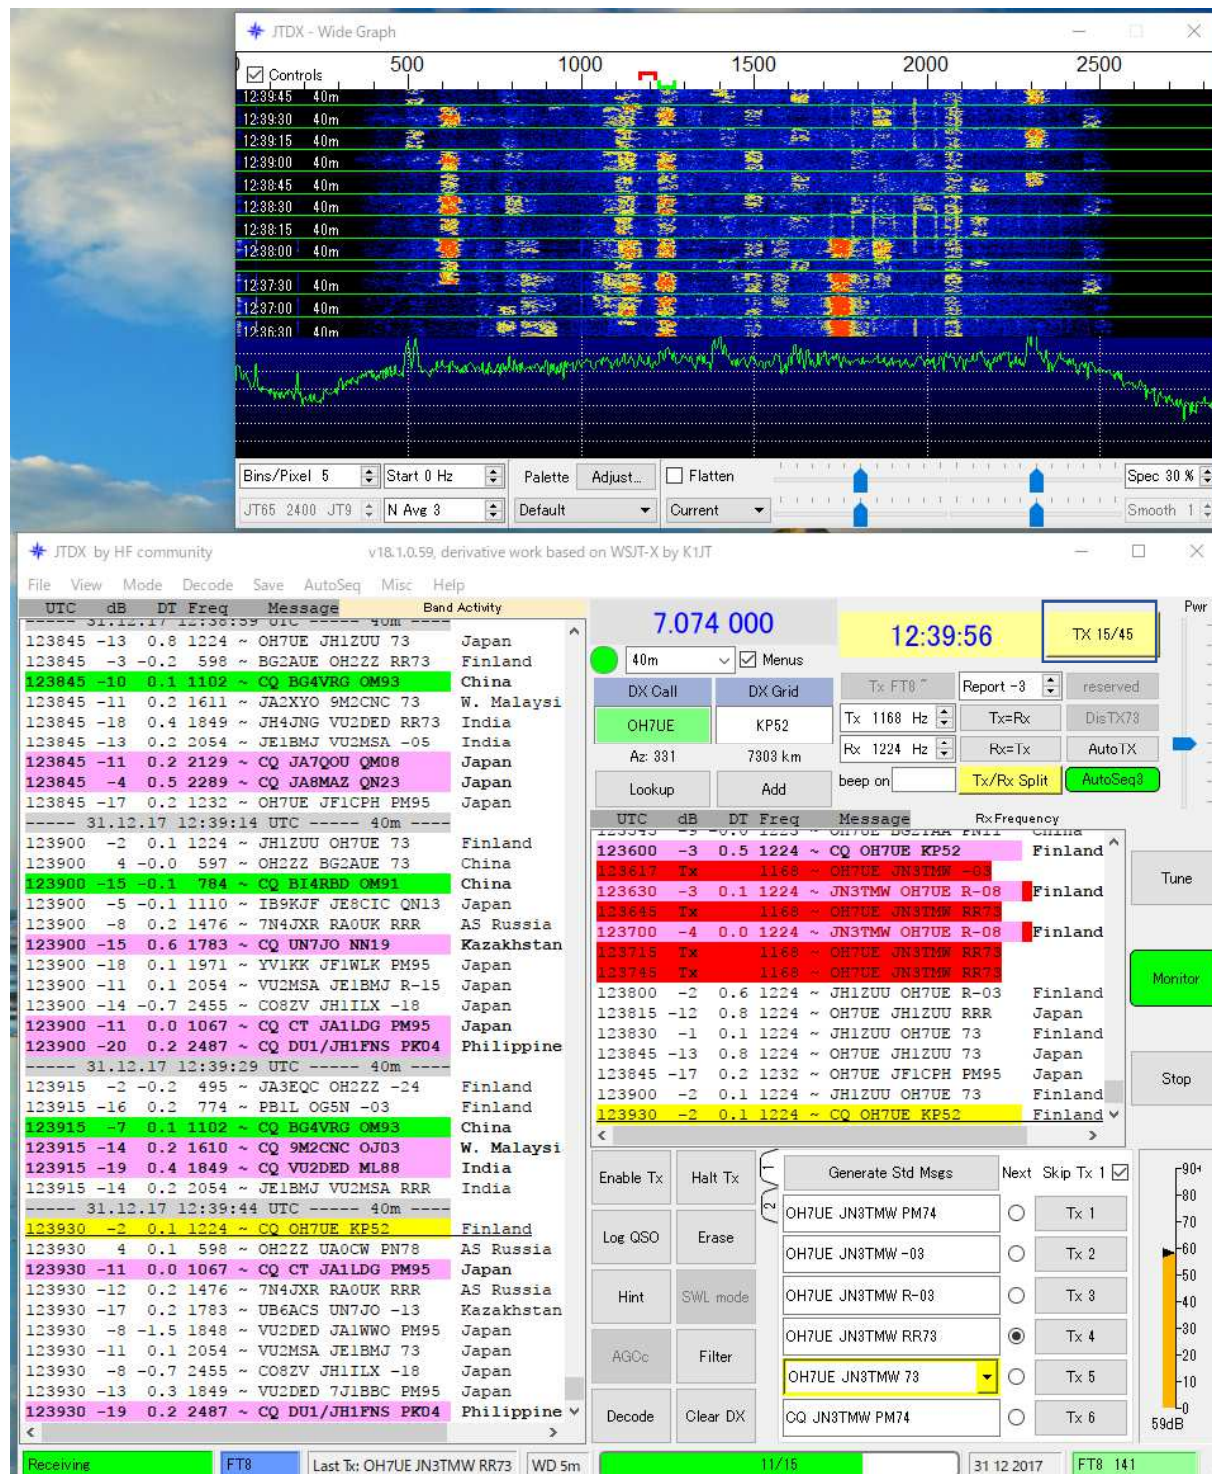 JTDX - Wide Graph
Controls 500 1000 1500 2000 2500
12:39:45 40m
12:39:30 40m
12:39:15 40m
12:39:00 40m
12:38:45 40m
12:38:30 40m
12:38:15 40m
12:38:00 40m
12:37:30 40m
12:37:00 40m
12:36:30 40m
Bins/Pixel 5 Start 0 Hz Palette Adjust... Flatten Spec 30 %
JT65 2400 JT9 N Avg 3 Default Current Smooth 1
JTDX by HF community v18.1.0.59, derivative work based on WSJT-X by K1JT
File View Mode Decode Save AutoSeq Misc Help
UTC dB DT Freq Message Band Activity
----- 31.12.17 12:38:59 UTC ----- 40m ----
123845 -13 0.8 1224 ~ OH7UE JH1ZUU 73 Japan
123845 -3 -0.2 598 ~ BG2AUE OH2ZZ RR73 Finland
123845 -10 0.1 1102 ~ CQ BG4VRG OM93 China
123845 -11 0.2 1611 ~ JA2XYO 9M2CNC 73 W. Malaysi
123845 -18 0.4 1849 ~ JH4JNG VU2DED RR73 India
123845 -13 0.2 2054 ~ JE1BMJ VU2MSA -05 India
123845 -11 0.2 2129 ~ CQ JA7QOU QM08 Japan
123845 -4 0.5 2289 ~ CQ JA8MAZ QN23 Japan
123845 -17 0.2 1232 ~ OH7UE JF1CPH PM95 Japan
----- 31.12.17 12:39:14 UTC ----- 40m ----
123900 -2 0.1 1224 ~ JH1ZUU OH7UE 73 Finland
123900 4 -0.0 597 ~ OH2ZZ BG2AUE 73 China
123900 -15 -0.1 784 ~ CQ BI4RBD OM91 China
123900 -5 -0.1 1110 ~ IB9KJF JE8CIC QN13 Japan
123900 -8 0.2 1476 ~ 7N4JXR RA0UK RRR AS Russia
123900 -15 0.6 1783 ~ CQ UN7JO NN19 Kazakhstan
123900 -18 0.1 1971 ~ YV1KK JF1WLK PM95 Japan
123900 -11 0.1 2054 ~ VU2MSA JE1BMJ R-15 Japan
123900 -14 -0.7 2455 ~ CO8ZV JH1ILX -18 Japan
123900 -11 0.0 1067 ~ CQ CT JA1LDG PM95 Japan
123900 -20 0.2 2487 ~ CQ DU1/JH1FNS PK04 Philippine
----- 31.12.17 12:39:29 UTC ----- 40m ----
123915 -2 -0.2 495 ~ JA3EQC OH2ZZ -24 Finland
123915 -16 0.2 774 ~ PB1L OG5N -03 Finland
123915 -7 0.1 1102 ~ CQ BG4VRG OM93 China
123915 -14 0.2 1610 ~ CQ 9M2CNC OJ03 W. Malaysi
123915 -19 0.4 1849 ~ CQ VU2DED ML88 India
123915 -14 0.2 2054 ~ JE1BMJ VU2MSA RRR India
----- 31.12.17 12:39:44 UTC ----- 40m ----
123930 -2 0.1 1224 ~ CQ OH7UE KP52 Finland
123930 4 0.1 598 ~ OH2ZZ UA0CW PN78 AS Russia
123930 -11 0.0 1067 ~ CQ CT JA1LDG PM95 Japan
123930 -12 0.2 1476 ~ 7N4JXR RA0UK RRR AS Russia
123930 -17 0.2 1783 ~ UB6ACS UN7JO -13 Kazakhstan
123930 -8 -1.5 1848 ~ VU2DED JA1WWO PM95 Japan
123930 -11 0.1 2054 ~ VU2MSA JE1BMJ 73 Japan
123930 -8 -0.7 2455 ~ CO8ZV JH1ILX -18 Japan
123930 -13 0.3 1849 ~ VU2DED 7J1BBC PM95 Japan
123930 -19 0.2 2487 ~ CQ DU1/JH1FNS PK04 Philippine
7.074 000 12:39:56 TX 15/45 Pwr
40m Menus
DX Call DX Grid Tx FT8 ~ Report -3 reserved
OH7UE KP52 Tx 1168 Hz Tx=Rx DisTX73
Az: 331 7303 km Rx 1224 Hz Rx=Tx AutoTX
Lookup Add beep on Tx/Rx Split AutoSeq3
UTC dB DT Freq Message Rx Frequency
123545 -9 -0.0 1223 ~ OH7UE BG2TAA PN11 China
123600 -3 0.5 1224 ~ CQ OH7UE KP52 Finland
123617 Tx 1168 ~ OH7UE JN3TMW -03
123630 -3 0.1 1224 ~ JN3TMW OH7UE R-08 Finland
123645 Tx 1168 ~ OH7UE JN3TMW RR73
123700 -4 0.0 1224 ~ JN3TMW OH7UE R-08 Finland
123715 Tx 1168 ~ OH7UE JN3TMW RR73
123745 Tx 1168 ~ OH7UE JN3TMW RR73
123800 -2 0.6 1224 ~ JH1ZUU OH7UE R-03 Finland
123815 -12 0.8 1224 ~ OH7UE JH1ZUU RRR Japan
123830 -1 0.1 1224 ~ JH1ZUU OH7UE 73 Finland
123845 -13 0.8 1224 ~ OH7UE JH1ZUU 73 Japan
123845 -17 0.2 1232 ~ OH7UE JF1CPH PM95 Japan
123900 -2 0.1 1224 ~ JH1ZUU OH7UE 73 Finland
123930 -2 0.1 1224 ~ CQ OH7UE KP52 Finland
Tune
Monitor
Stop
Enable Tx Halt Tx 1 Generate Std Msgs Next Skip Tx 1
2 OH7UE JN3TMW PM74 Tx 1
Log QSO Erase OH7UE JN3TMW -03 Tx 2
Hint SWL mode OH7UE JN3TMW R-03 Tx 3
OH7UE JN3TMW RR73 Tx 4
AGCc Filter OH7UE JN3TMW 73 Tx 5
Decode Clear DX CQ JN3TMW PM74 Tx 6
90+
80
70
60
50
40
30
20
10
0
59dB
Receiving FT8 Last Tx: OH7UE JN3TMW RR73 WD 5m 11/15 31 12 2017 FT8 141